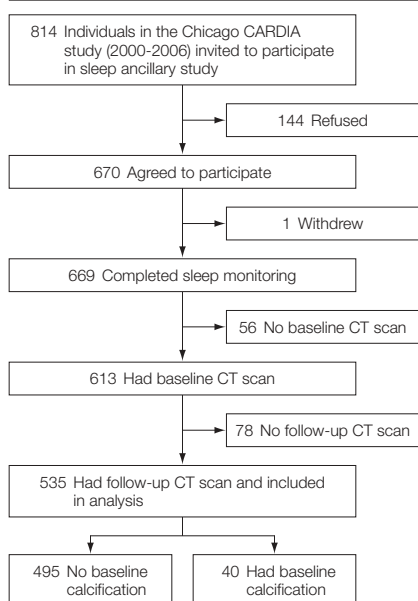 814 Individuals in the Chicago CARDIA
study (2000-2006) invited to participate
in sleep ancillary study
144 Refused
670 Agreed to participate
1 Withdrew
669 Completed sleep monitoring
56 No baseline CT scan
613 Had baseline CT scan
78 No follow-up CT scan
535 Had follow-up CT scan and included
in analysis
495 No baseline
calcification
40 Had baseline
calcification